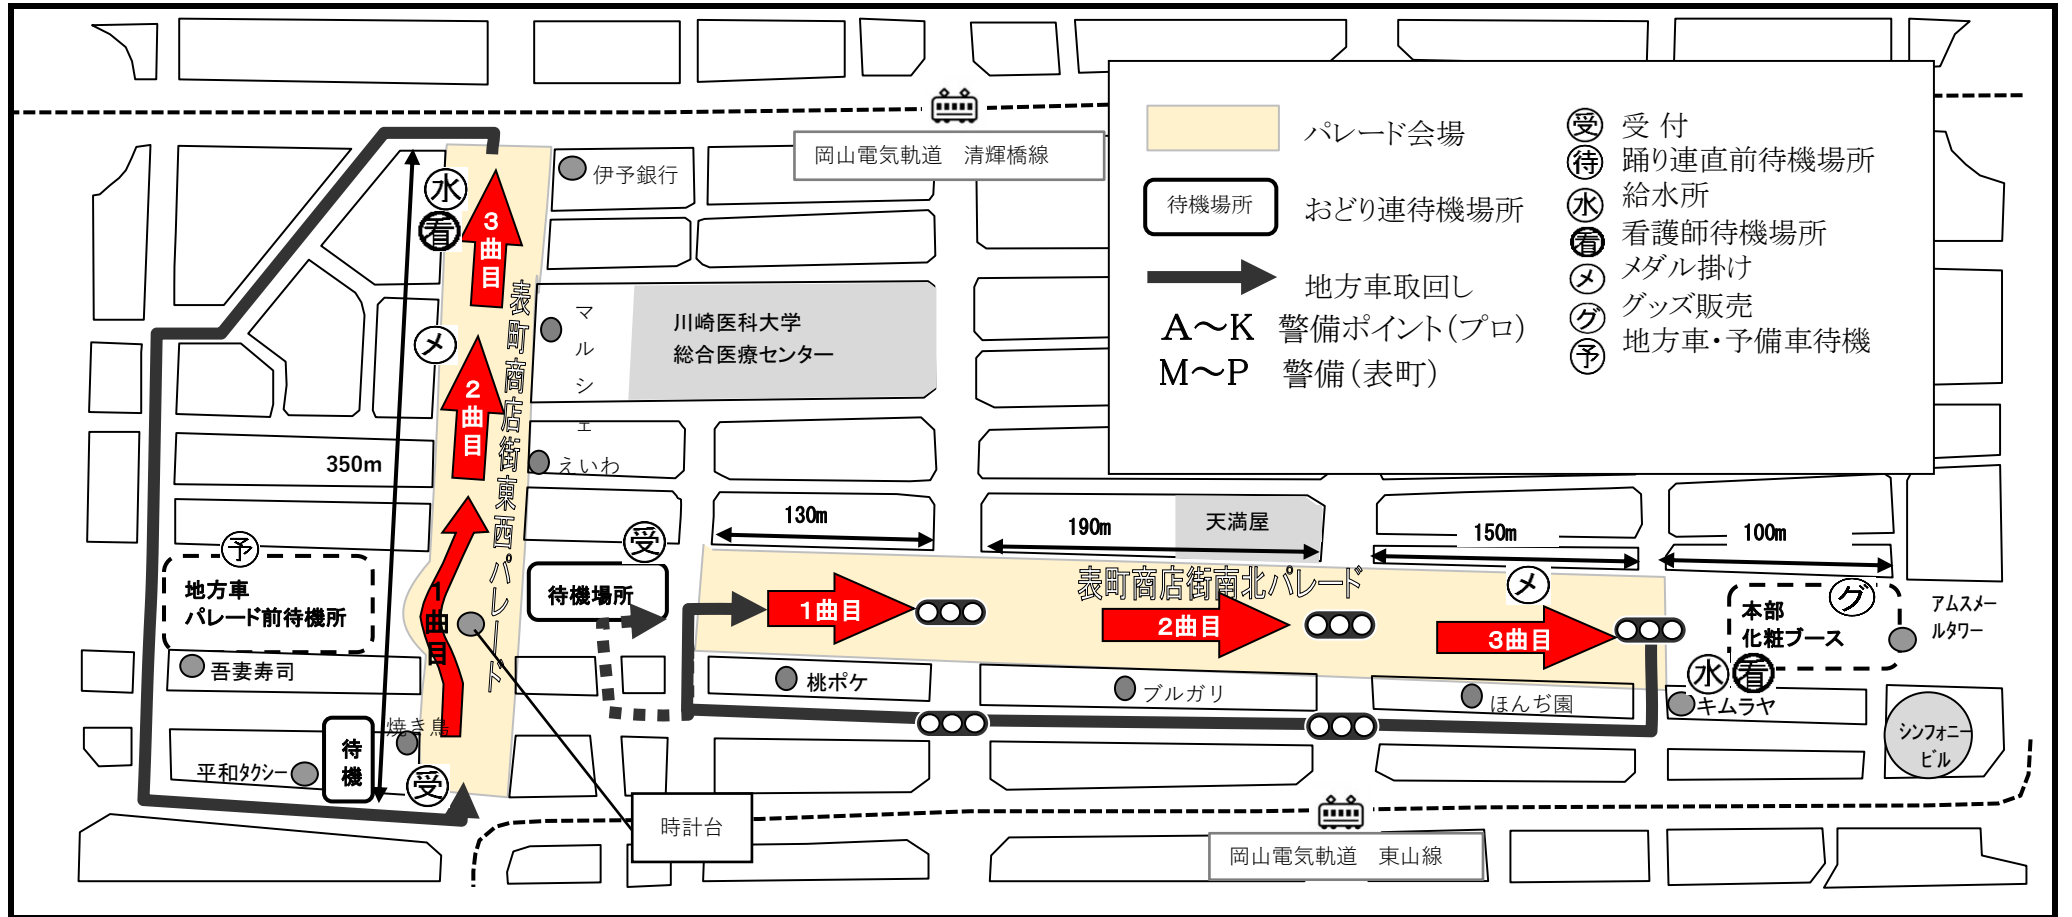 岡山電気軌道　清輝橋線
パレード会場
待機場所
おどり連待機場所
地方車取回し
A～K 警備ポイント(プロ)
M～P 警備(表町)
受 受 付
待 踊り連直前待機場所
水 給水所
看 看護師待機場所
メ メダル掛け
グ グッズ販売
予 地方車・予備車待機
水
看
3曲目
伊予銀行
表町商店街東西パレード
マルシェ
川崎医科大学
総合医療センター
メ
2曲目
えいわ
350m
予
地方車
パレード前待機所
1曲目
受
待機場所
130m
190m
天満屋
150m
100m
表町商店街南北パレード
メ
1曲目
2曲目
3曲目
グ
本部
化粧ブース
アムスメー
ルタワー
水
看
吾妻寿司
桃ポケ
ブルガリ
ほんぢ園
キムラヤ
焼き鳥
平和タクシー
待機
受
シンフォニー
ビル
時計台
岡山電気軌道　東山線